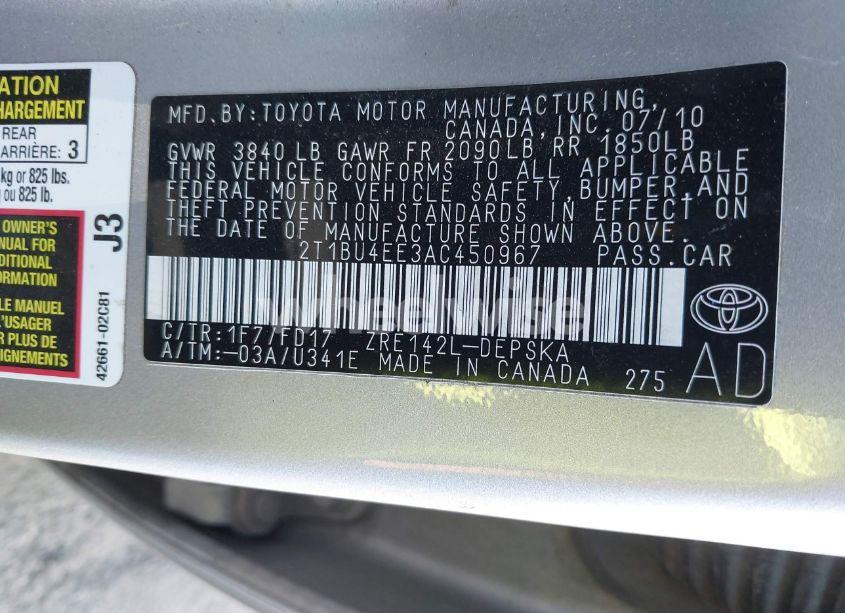 ATION
HARGEMENT
REAR
ARRIÈRE: 3
kg or 825 lbs.
ou 825 lb.
OWNER'S
NUAL FOR
DITIONAL
ORMATION
LE MANUEL
L'USAGER
R PLUS DE
EIGNEMENTS
J3
42661-02C81
MFD.BY:TOYOTA MOTOR MANUFACTURING,
CANADA, INC. 07/10
GVWR 3840 LB GAWR FR 2090LB RR 1850LB
THIS VEHICLE CONFORMS TO ALL APPLICABLE
FEDERAL MOTOR VEHICLE SAFETY, BUMPER, AND
THEFT PREVENTION STANDARDS IN EFFECT ON
THE DATE OF MANUFACTURE SHOWN ABOVE.
2T1BU4EE3AC450967 PASS.CAR
wheelwise
C/TR:1F7/FD17 ZRE142L-DEPSKA
A/TM:-03A/U341E MADE IN CANADA 275 AD